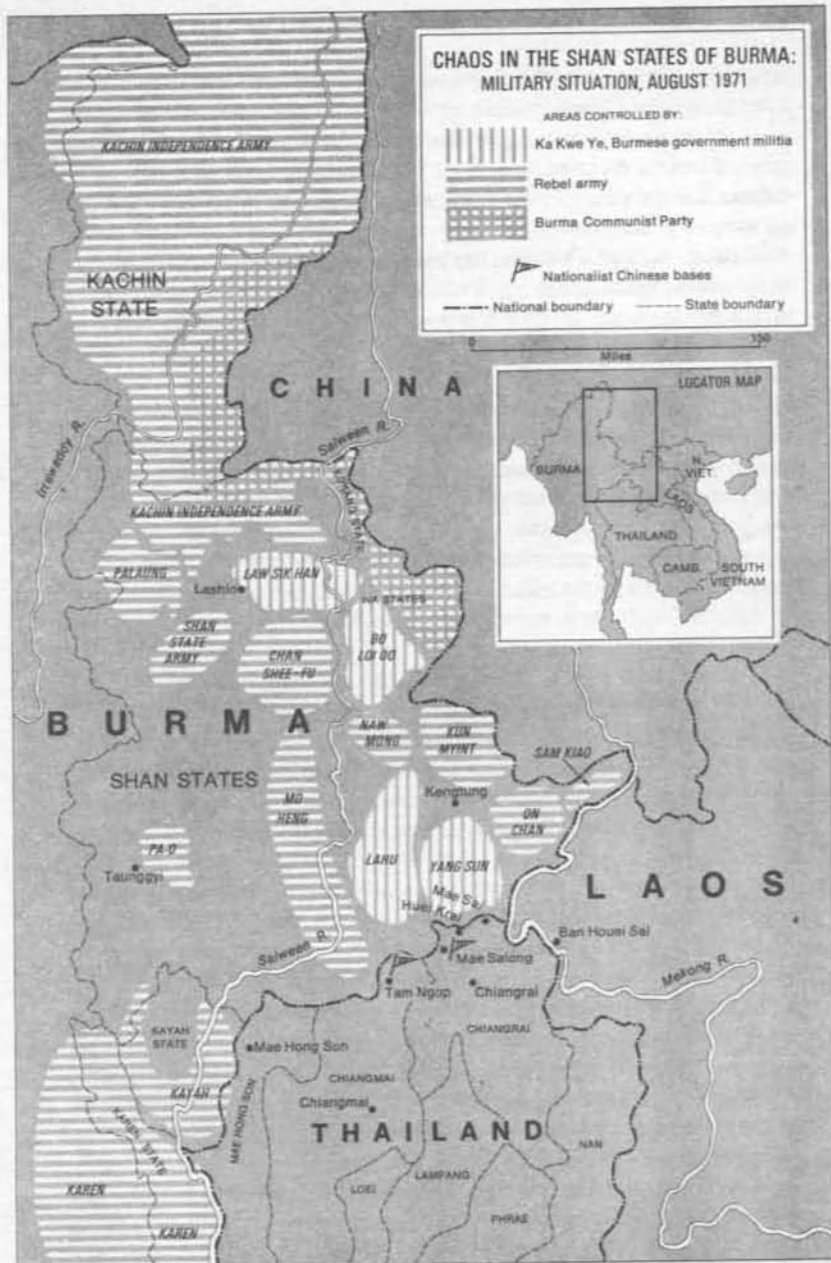 CHAOS IN THE SHAN STATES OF BURMA:
MILITARY SITUATION, AUGUST 1971
AREAS CONTROLLED BY:
Ka Kwe Ye, Burmese government militia
Rebel army
Burma Communist Party
Nationalist Chinese bases
National boundary
State boundary
0 150
Miles
LOCATOR MAP
BURMA
N.
VIET.
LAOS
THAILAND
CAMB.
SOUTH
VIETNAM
KACHIN INDEPENDENCE ARMY
KACHIN
STATE
CHINA
Irrawaddy R.
Salween R.
KOKANG STATE
KACHIN INDEPENDENCE ARMY
PALAUNG
Lashio
LAW SIK HAN
WA STATES
SHAN
STATE
ARMY
CHAN
SHEE-FU
BO
LOI OO
BURMA
NAW
MONG
KUN
MYINT
SAM KIAO
SHAN STATES
MO
HENG
Kengtung
ON
CHAN
PA-O
Taunggyi
LAHU
YANG SUN
LAOS
Mae Sai
Huei Krai
Ban Houei Sai
Salween R.
Mae Salong
Mekong R.
Tam Ngop
Chiangrai
KAYAH
STATE
CHIANGRAI
Mae Hong Son
KAYAH
CHIANGMAI
MAE HONG SON
Chiangmai
THAILAND
KAREN STATE
NAN
LAMPANG
KAREN
LOEI
PHRAE
KAREN